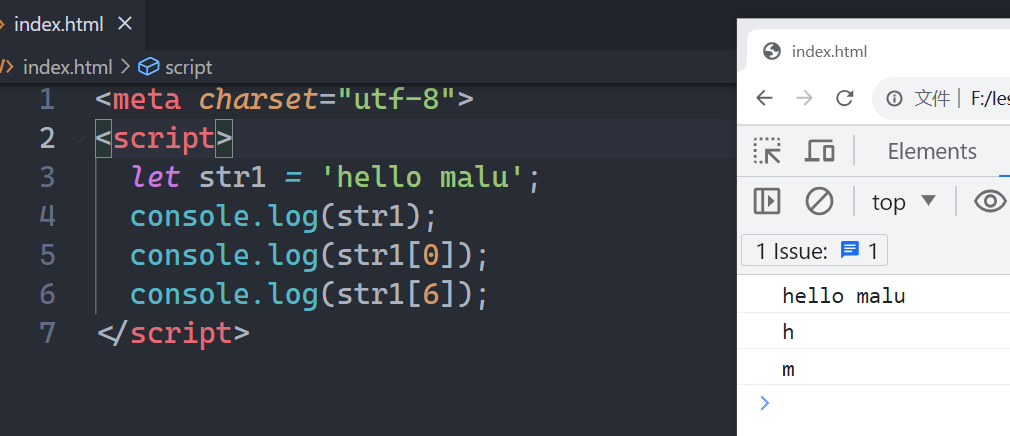 index.html
index.html > script
1 <meta charset="utf-8">
2 <script>
3 let str1 = 'hello malu';
4 console.log(str1);
5 console.log(str1[0]);
6 console.log(str1[6]);
7 </script>
index.html
文件 | F:/les
Elements
top
1 Issue: 1
hello malu
h
m